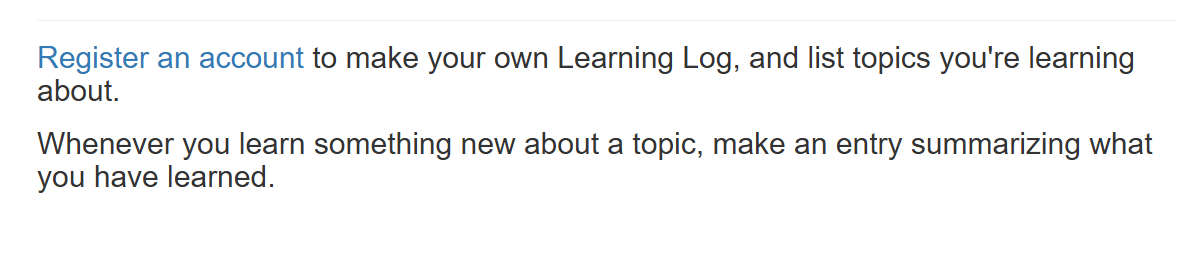 Register an account to make your own Learning Log, and list topics you're learning
about.
Whenever you learn something new about a topic, make an entry summarizing what
you have learned.